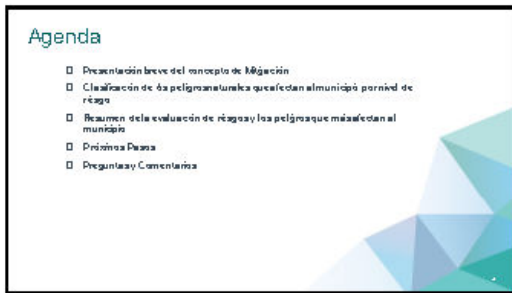 Agenda
Presentación breve del concepto de Mitigación
Clasificación de los peligros naturales que afectan al municipio por nivel de
riesgo
Resumen de la evaluación de riesgos y los peligros que más afectan al
municipio
Próximos Pasos
Preguntas y Comentarios